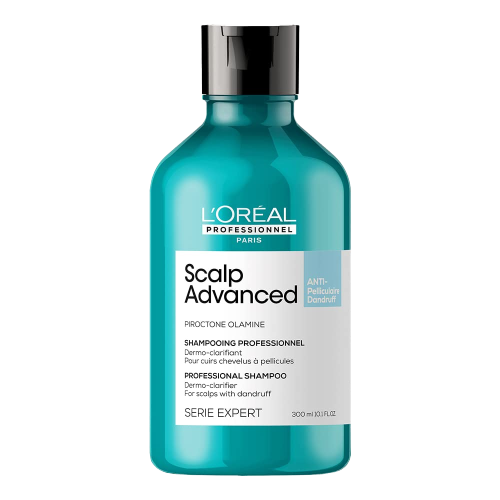 L'ORÉAL
PROFESSIONNEL
PARIS
Scalp
Advanced
ANTI-
Pelliculaire
Dandruff
PIROCTONE OLAMINE
SHAMPOOING PROFESSIONNEL
Dermo-clarifiant
Pour cuirs chevelus à pellicules
PROFESSIONAL SHAMPOO
Dermo-clarifier
For scalps with dandruff
SERIE EXPERT
300 ml 10.1 FL.OZ.